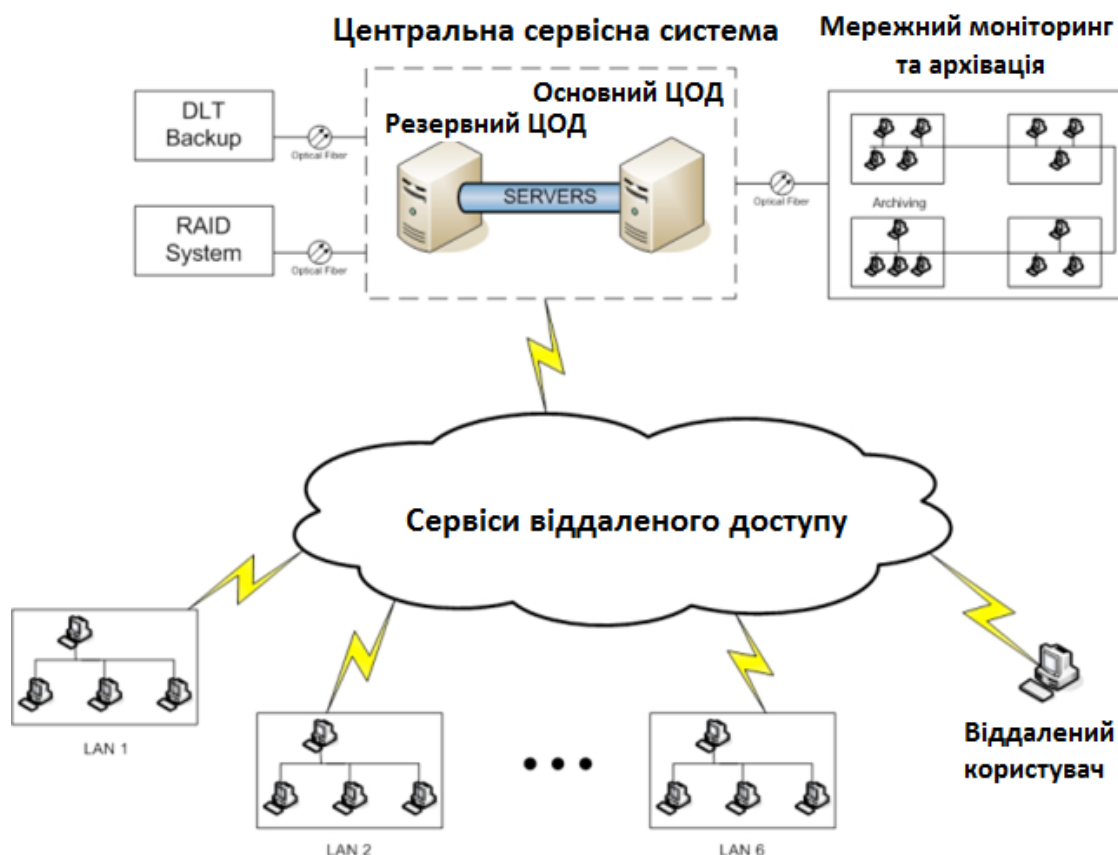 Центральна сервісна система
Мережний моніторинг
та архівація
DLT
Backup
Optical Fiber
RAID
System
Optical Fiber
Основний ЦОД
Резервний ЦОД
SERVERS
Optical Fiber
Archiving
Сервіси віддаленого доступу
LAN 1
LAN 2
• • •
LAN 6
Віддалений
користувач